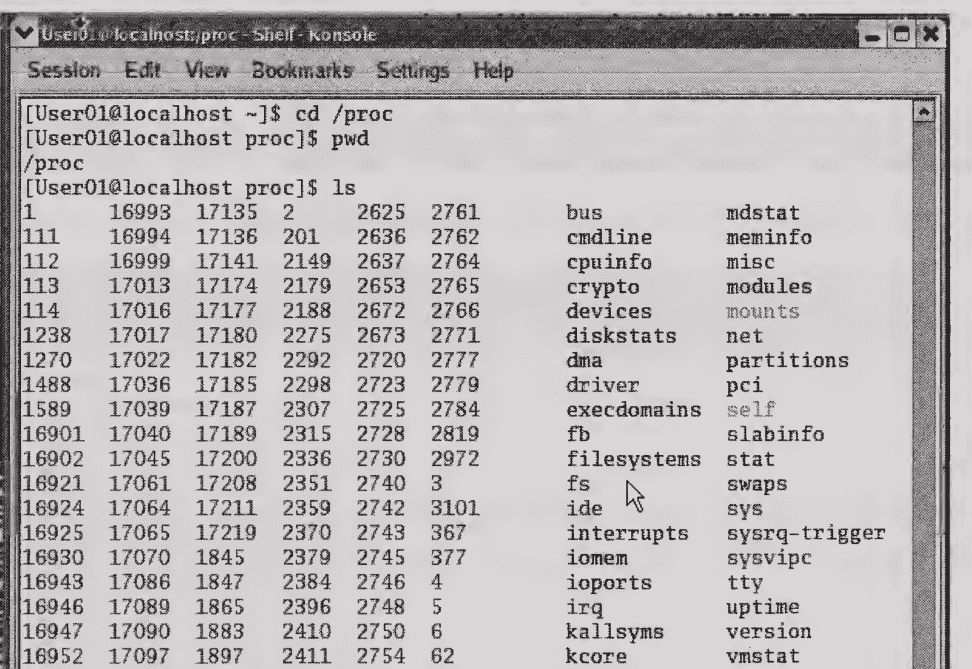 User01@localhost:/proc - Shell - Konsole
Session Edit View Bookmarks Settings Help
[User01@localhost ~]$ cd /proc
[User01@localhost proc]$ pwd
/proc
[User01@localhost proc]$ ls
1 16993 17135 2 2625 2761 bus mdstat
111 16994 17136 201 2636 2762 cmdline meminfo
112 16999 17141 2149 2637 2764 cpuinfo misc
113 17013 17174 2179 2653 2765 crypto modules
114 17016 17177 2188 2672 2766 devices mounts
1238 17017 17180 2275 2673 2771 diskstats net
1270 17022 17182 2292 2720 2777 dma partitions
1488 17036 17185 2298 2723 2779 driver pci
1589 17039 17187 2307 2725 2784 execdomains self
16901 17040 17189 2315 2728 2819 fb slabinfo
16902 17045 17200 2336 2730 2972 filesystems stat
16921 17061 17208 2351 2740 3 fs swaps
16924 17064 17211 2359 2742 3101 ide sys
16925 17065 17219 2370 2743 367 interrupts sysrq-trigger
16930 17070 1845 2379 2745 377 iomem sysvipc
16943 17086 1847 2384 2746 4 ioports tty
16946 17089 1865 2396 2748 5 irq uptime
16947 17090 1883 2410 2750 6 kallsyms version
16952 17097 1897 2411 2754 62 kcore vmstat